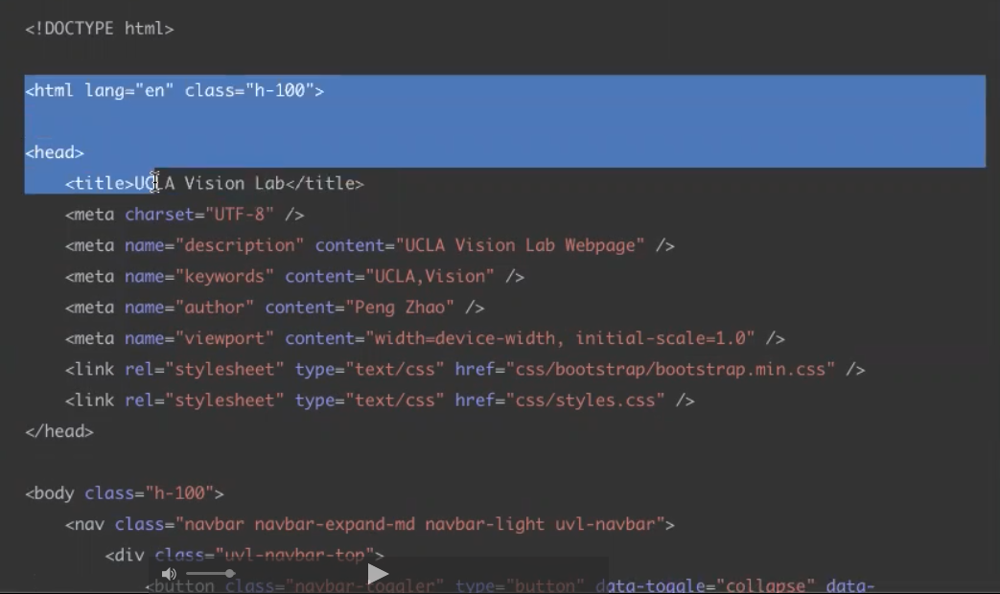 <!DOCTYPE html>
<html lang="en" class="h-100">
<head>
<title>UCLA Vision Lab</title>
<meta charset="UTF-8" />
<meta name="description" content="UCLA Vision Lab Webpage" />
<meta name="keywords" content="UCLA,Vision" />
<meta name="author" content="Peng Zhao" />
<meta name="viewport" content="width=device-width, initial-scale=1.0" />
<link rel="stylesheet" type="text/css" href="css/bootstrap/bootstrap.min.css" />
<link rel="stylesheet" type="text/css" href="css/styles.css" />
</head>
<body class="h-100">
<nav class="navbar navbar-expand-md navbar-light uvl-navbar">
<div class="uvl-navbar-top">
<button class="navbar-toggler" type="button" data-toggle="collapse" data-